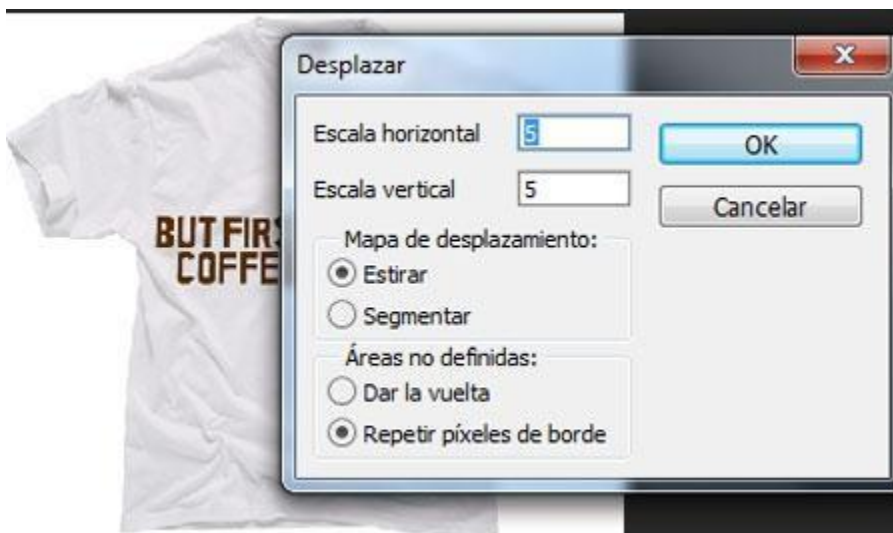 Desplazar
Escala horizontal 5
OK
Escala vertical 5
Cancelar
Mapa de desplazamiento:
Estirar
Segmentar
Áreas no definidas:
Dar la vuelta
Repetir píxeles de borde
BUT FIRS
COFFE